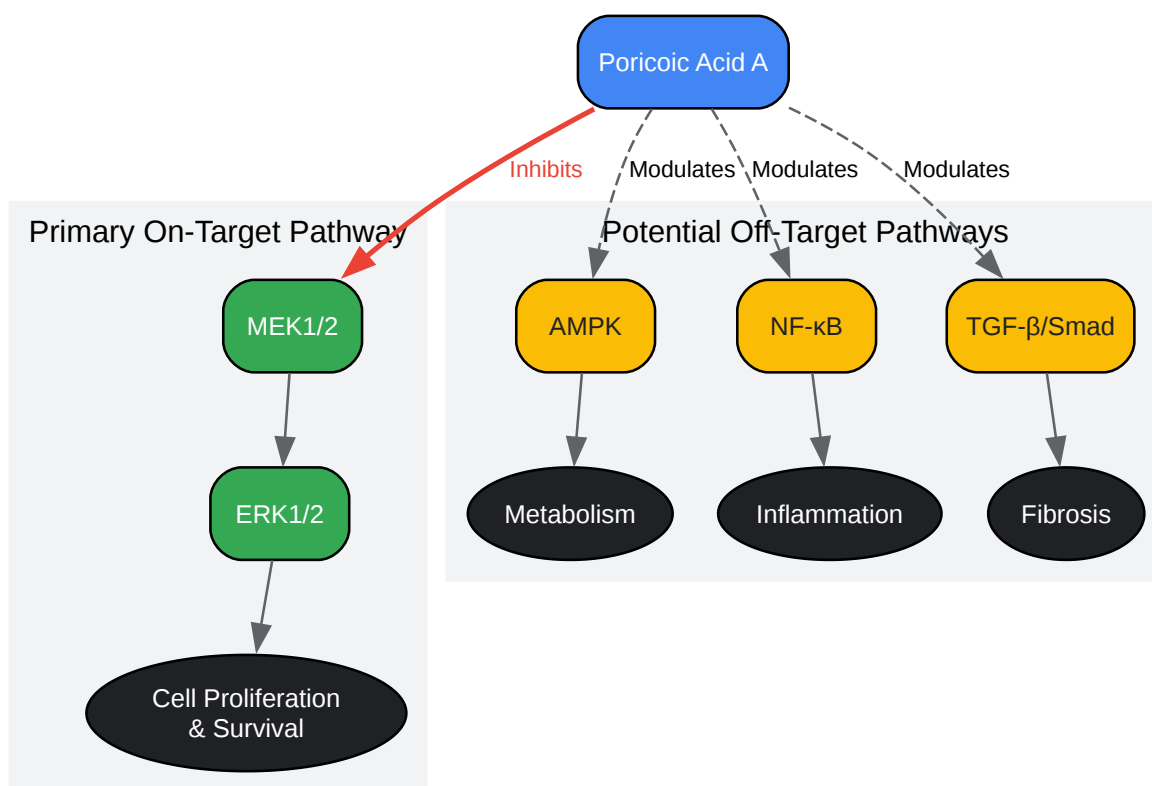 Poricoic Acid A
Inhibits
Modulates
Modulates
Modulates
Primary On-Target Pathway
Potential Off-Target Pathways
MEK1/2
AMPK
NF-κB
TGF-β/Smad
ERK1/2
Metabolism
Inflammation
Fibrosis
Cell Proliferation
& Survival